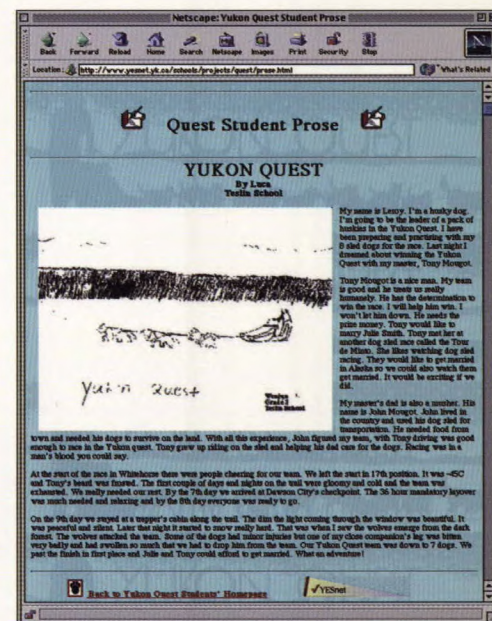 Netscape: Yukon Quest Student Prose
Back Forward Reload Home Search Netscape Images Print Security Stop
Location: http://www.yesnet.yk.ca/schools/projects/quest/prose.html What's Related
Quest Student Prose
YUKON QUEST
By Luca
Teslin School
My name is Leroy. I'm a husky dog.
I'm going to be the leader of a pack of
huskies in the Yukon Quest. I have
been preparing and practising with my
8 sled dogs for the race. Last night I
dreamed about winning the Yukon
Quest with my master, Tony Mougot.
Tony Mougot is a nice man. My team
is good and he treats us really
humanely. He has the determination to
win the race. I will help him win. I
won't let him down. He needs the
prize money. Tony would like to
marry Julie Smith. Tony met her at
another dog sled race called the Tour
de Minto. She likes watching dog sled
racing. They would like to get married
in Alaska so we could also watch them
get married. It would be exciting if we
did.
My master's dad is also a musher. His
name is John Mougot. John lived in
the country and used his dog sled for
transportation. He needed food from
town and needed his dogs to survive on the land. With all this experience, John figured my team, with Tony driving was good
enough to race in the Yukon quest. Tony grew up riding on the sled and helping his dad care for the dogs. Racing was in a
man's blood you could say.
Yukon Quest
Grade 2
Teslin School
At the start of the race in Whitehorse there were people cheering for our team. We left the start in 17th position. It was -45C
and Tony's beard was frosted. The first couple of days and nights on the trail were gloomy and cold and the team was
exhausted. We really needed our rest. By the 7th day we arrived at Dawson City's checkpoint. The 36 hour mandatory layover
was much needed and relaxing and by the 8th day everyone was ready to go.
On the 9th day we stayed at a trapper's cabin along the trail. The dim the light coming through the window was beautiful. It
was peaceful and silent. Later that night it started to snow really hard. That was when I saw the wolves emerge from the dark
forest. The wolves attacked the team. Some of the dogs had minor injuries but one of my close companion's leg was bitten
very badly and had swollen so much that we had to drop him from the team. Our Yukon Quest team was down to 7 dogs. We
past the finish in first place and Julie and Tony could afford to get married. What an adventure!
Back to Yukon Quest Students' Homepage
YESnet